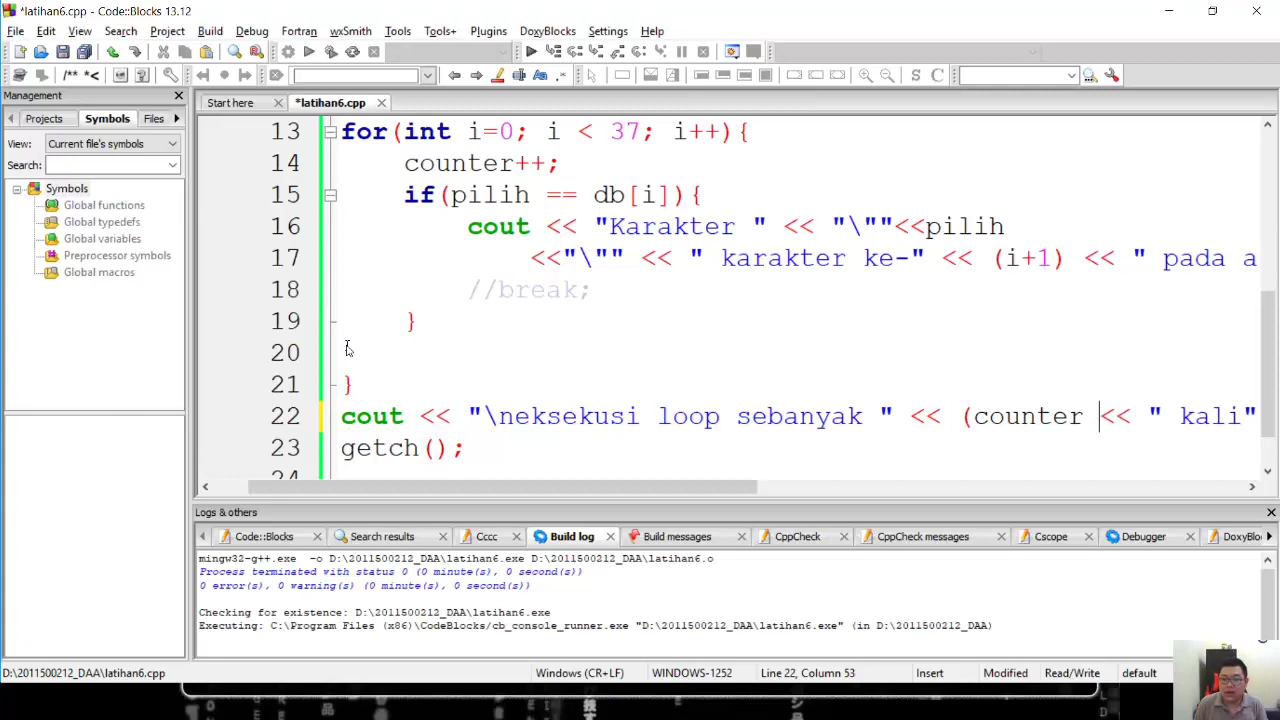 *latihan6.cpp - Code::Blocks 13.12
File Edit View Search Project Build Debug Fortran wxSmith Tools Tools+ Plugins DoxyBlocks Settings Help
/** *<
S C
Management
Start here *latihan6.cpp
Projects Symbols Files
View: Current file's symbols
Search:
Symbols
Global functions
Global typedefs
Global variables
Preprocessor symbols
Global macros
13 for(int i=0; i < 37; i++){
14 counter++;
15 if(pilih == db[i]){
16 cout << "Karakter " << "\""<<pilih
17 <<"\"" << " karakter ke-" << (i+1) << " pada a
18 //break;
19 }
20
21 }
22 cout << "\neksekusi loop sebanyak " << (counter << " kali"
23 getch();
24
Logs & others
Code::Blocks Search results Cccc Build log Build messages CppCheck CppCheck messages Cscope Debugger DoxyBlo
mingw32-g++.exe -o D:\2011500212_DAA\latihan6.exe D:\2011500212_DAA\latihan6.o
Process terminated with status 0 (0 minute(s), 0 second(s))
0 error(s), 0 warning(s) (0 minute(s), 0 second(s))
Checking for existence: D:\2011500212_DAA\latihan6.exe
Executing: C:\Program Files (x86)\CodeBlocks/cb_console_runner.exe "D:\2011500212_DAA\latihan6.exe" (in D:\2011500212_DAA)
D:\2011500212_DAA\latihan6.cpp Windows (CR+LF) WINDOWS-1252 Line 22, Column 53 Insert Modified Read/Write default